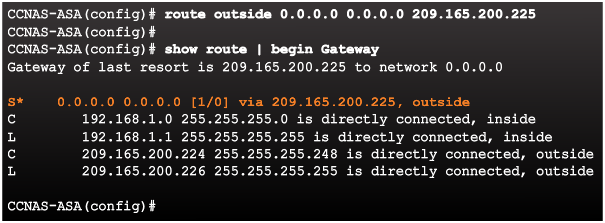 CCNAS-ASA(config)# route outside 0.0.0.0 0.0.0.0 209.165.200.225
CCNAS-ASA(config)#
CCNAS-ASA(config)# show route | begin Gateway
Gateway of last resort is 209.165.200.225 to network 0.0.0.0
S* 0.0.0.0 0.0.0.0 [1/0] via 209.165.200.225, outside
C 192.168.1.0 255.255.255.0 is directly connected, inside
L 192.168.1.1 255.255.255.255 is directly connected, inside
C 209.165.200.224 255.255.255.248 is directly connected, outside
L 209.165.200.226 255.255.255.255 is directly connected, outside
CCNAS-ASA(config)#